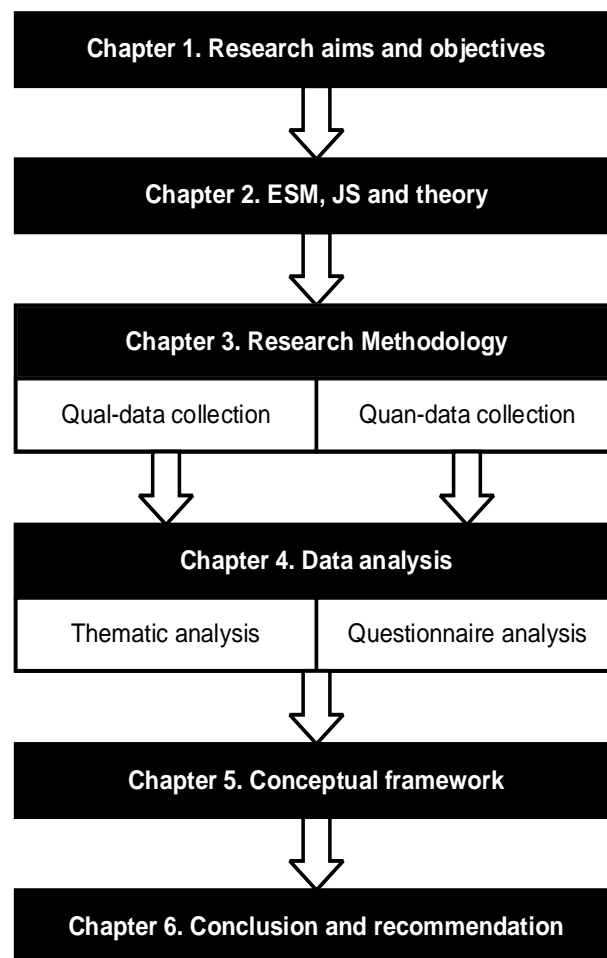 Chapter 1. Research aims and objectives
Chapter 2. ESM, JS and theory
Chapter 3. Research Methodology
Qual-data collection
Quan-data collection
Chapter 4. Data analysis
Thematic analysis
Questionnaire analysis
Chapter 5. Conceptual framework
Chapter 6. Conclusion and recommendation